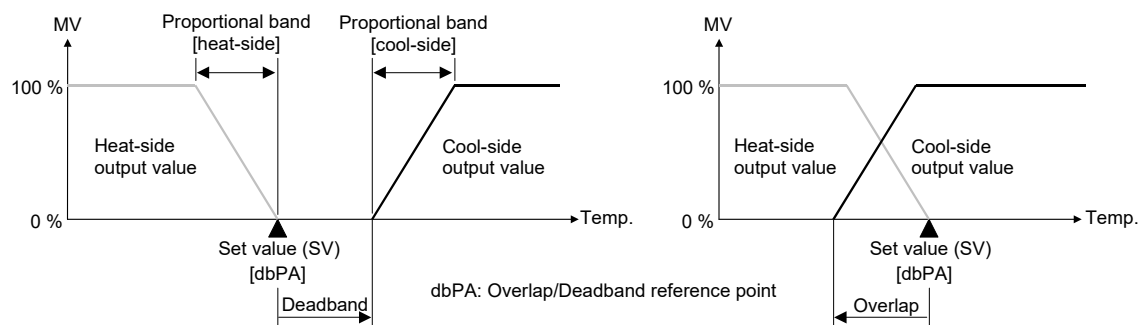 MV
Proportional band
[heat-side]
Proportional band
[cool-side]
100 %
Heat-side
output value
Cool-side
output value
0 %
Temp.
Set value (SV)
[dbPA]
Deadband
MV
100 %
Heat-side
output value
Cool-side
output value
0 %
Temp.
Set value (SV)
[dbPA]
Overlap
dbPA: Overlap/Deadband reference point